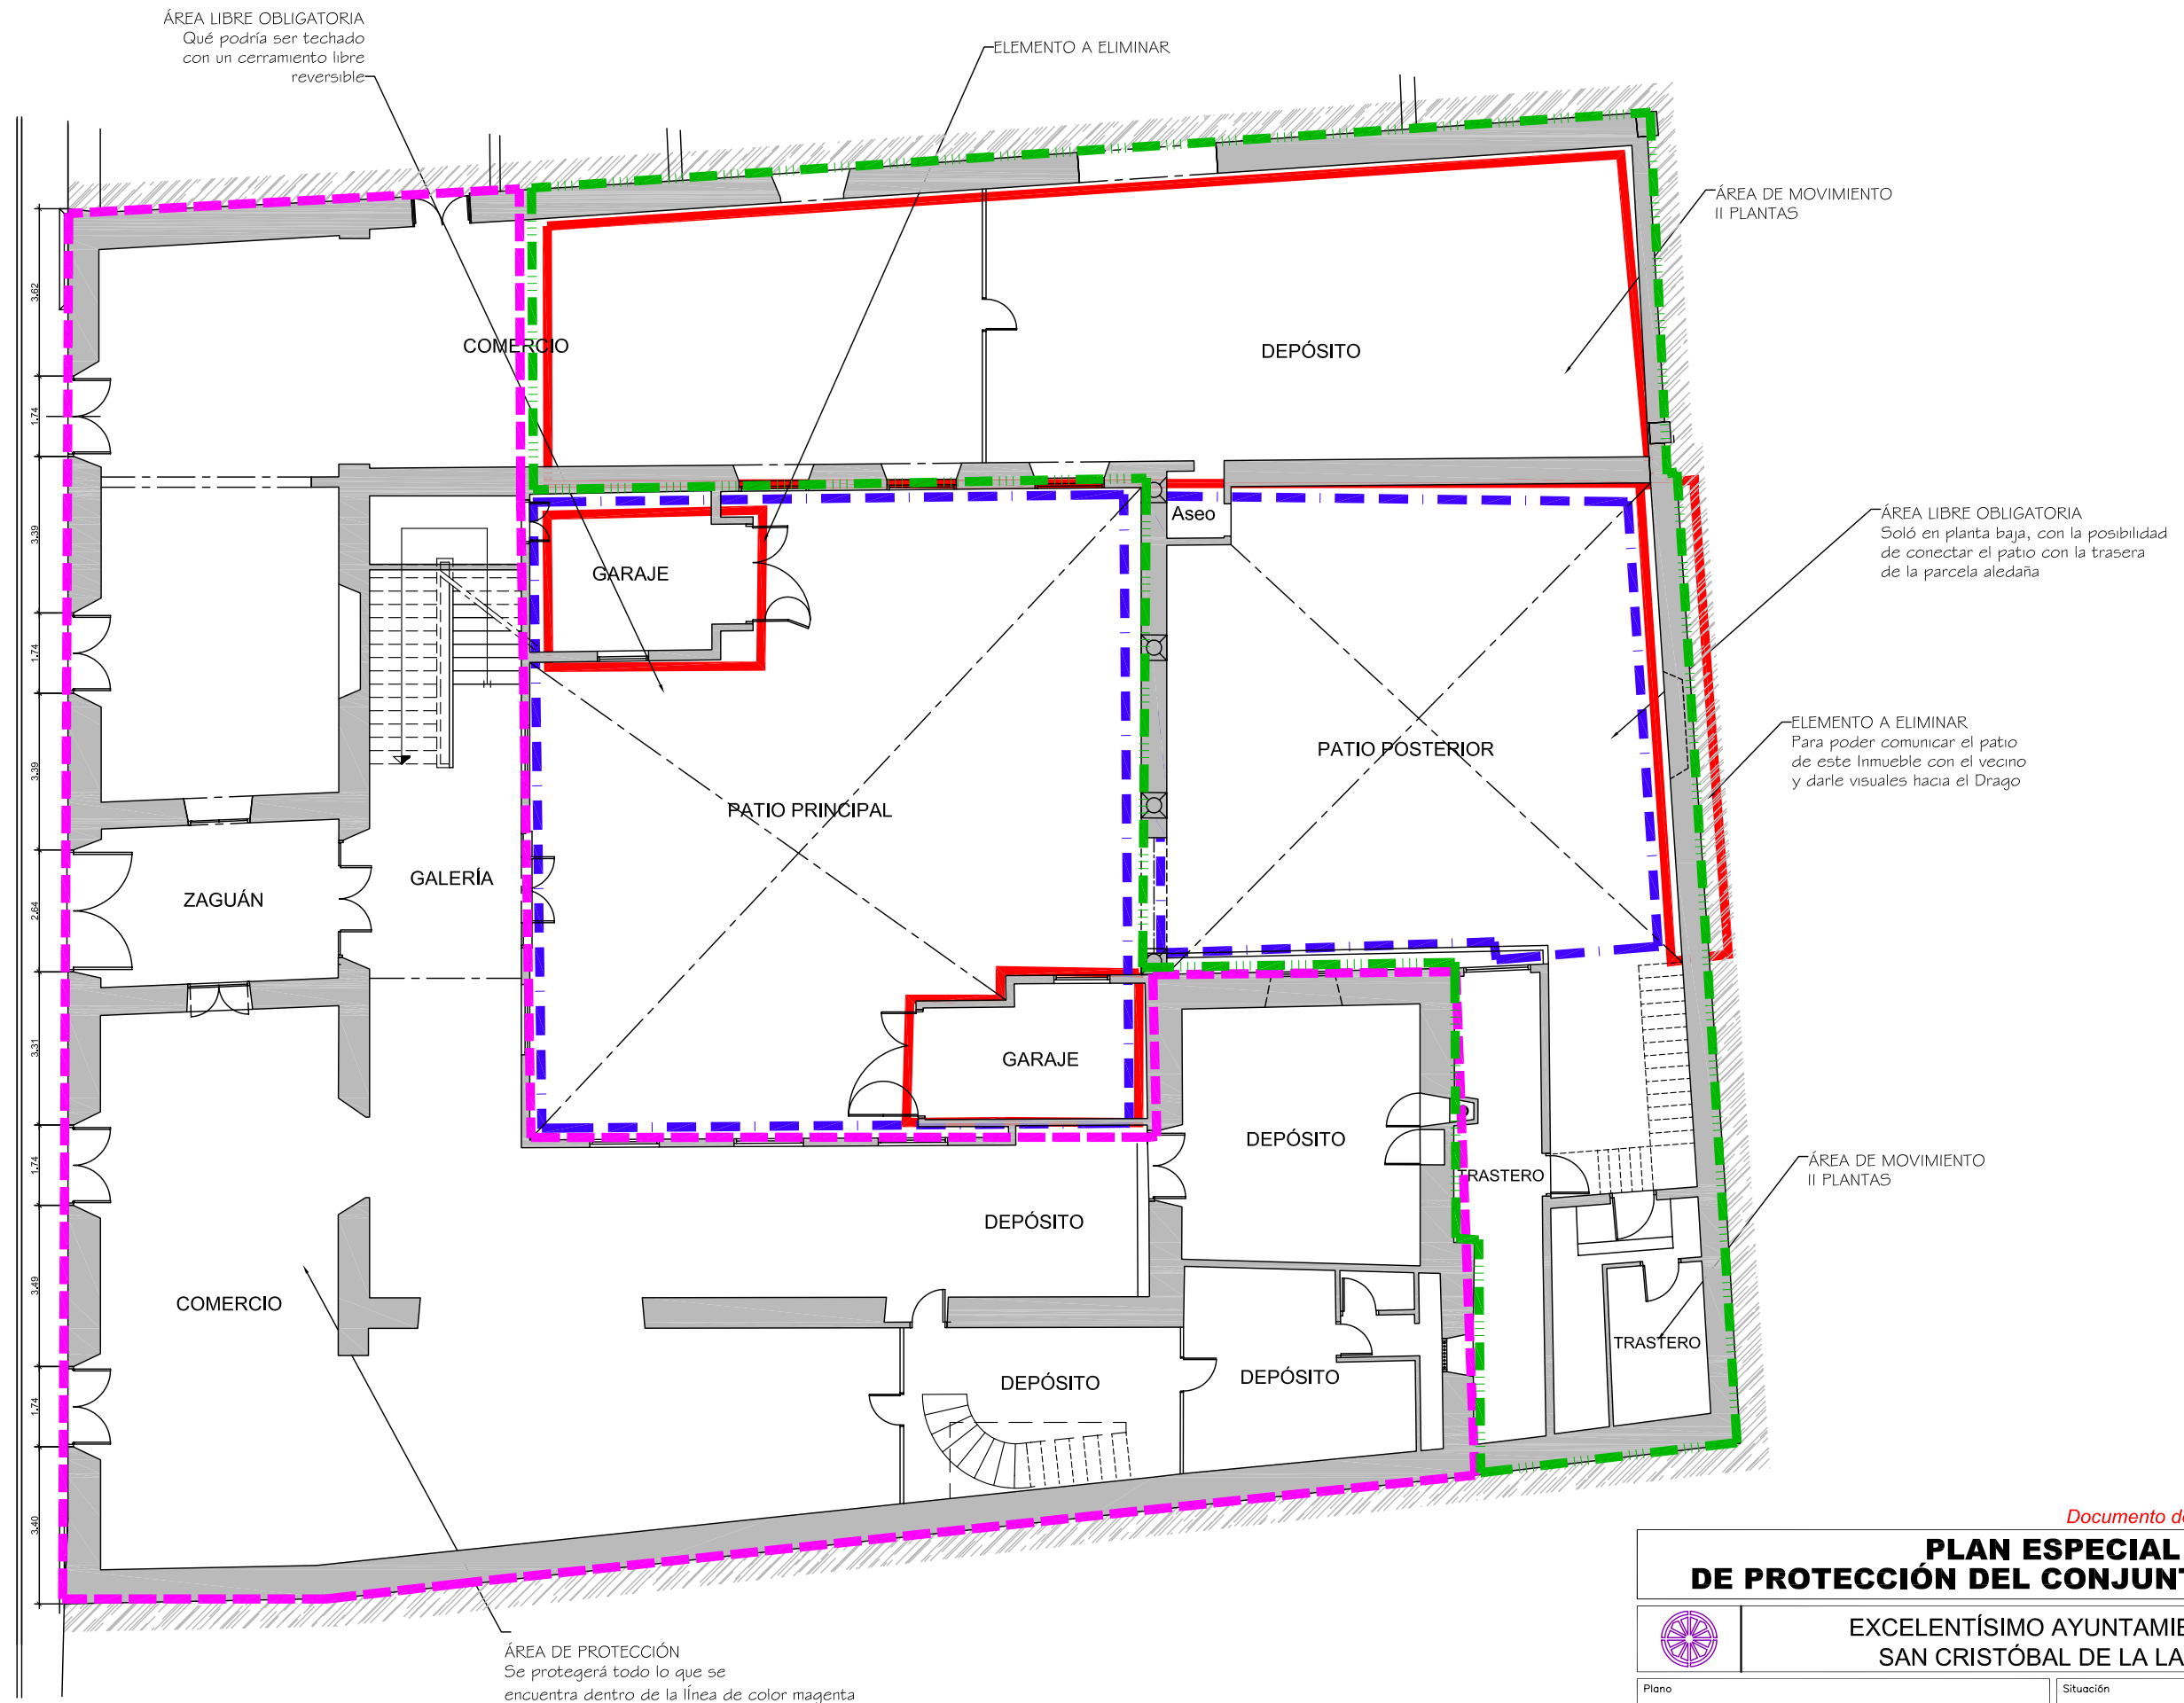 ÁREA LIBRE OBLIGATORIA
Qué podría ser techado
con un cerramiento libre
reversible
ELEMENTO A ELIMINAR
ÁREA DE MOVIMIENTO
II PLANTAS
3.62
COMERCIO
DEPÓSITO
1.74
Aseo
ÁREA LIBRE OBLIGATORIA
Soló en planta baja, con la posibilidad
de conectar el patio con la trasera
de la parcela aledaña
3.39
GARAJE
1.74
ELEMENTO A ELIMINAR
Para poder comunicar el patio
de este Inmueble con el vecino
y darle visuales hacia el Drago
PATIO POSTERIOR
3.39
PATIO PRINCIPAL
GALERÍA
ZAGUÁN
2.64
3.31
GARAJE
DEPÓSITO
1.74
TRASTERO
ÁREA DE MOVIMIENTO
II PLANTAS
DEPÓSITO
3.49
COMERCIO
TRASTERO
DEPÓSITO
DEPÓSITO
1.74
3.40
Documento de
PLAN ESPECIAL
DE PROTECCIÓN DEL CONJUNT
EXCELENTÍSIMO AYUNTAMIE
SAN CRISTÓBAL DE LA LA
ÁREA DE PROTECCIÓN
Se protegerá todo lo que se
encuentra dentro de la línea de color magenta
Plano
Situación